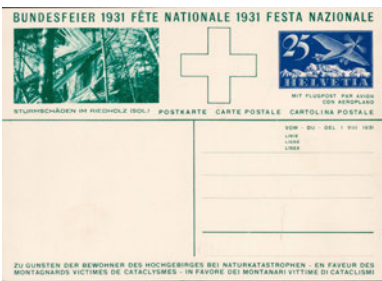 BUNDESFEIER 1931 FÊTE NATIONALE 1931 FESTA NAZIONALE
25
HELVETIA
MIT FLUGPOST PAR AVION
CON AEROPLANO
STURMSCHÄDEN IM RIEDHOLZ (SOL.)
POSTKARTE CARTE POSTALE CARTOLINA POSTALE
VOM - DU - DEL 1 VIII 1931
LINIE
LIGNE
LINEA
ZU GUNSTEN DER BEWOHNER DES HOCHGEBIRGES BEI NATURKATASTROPHEN - EN FAVEUR DES
MONTAGNARDS VICTIMES DE CATACLYSMES - IN FAVORE DEI MONTANARI VITTIME DI CATACLISMI